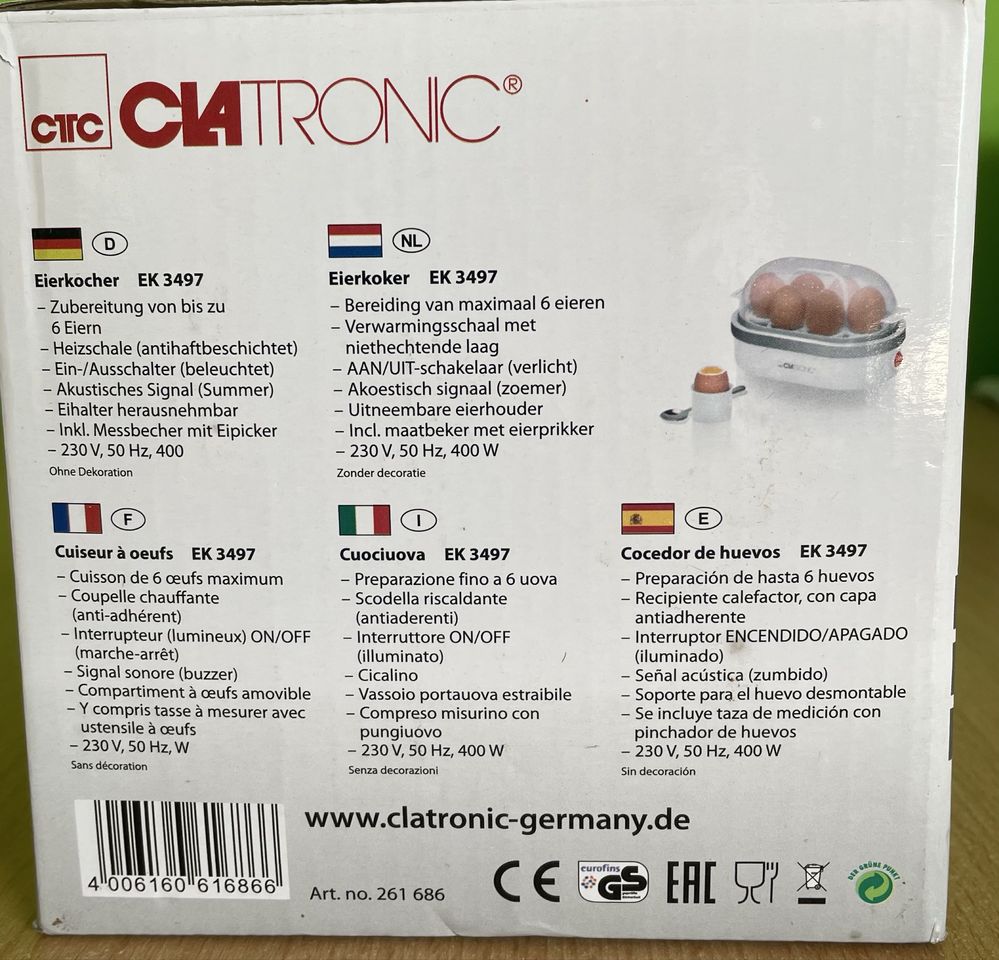 CTC CLATRONIC®
D
Eierkocher EK 3497
– Zubereitung von bis zu
6 Eiern
– Heizschale (antihaftbeschichtet)
– Ein-/Ausschalter (beleuchtet)
– Akustisches Signal (Summer)
– Eihalter herausnehmbar
– Inkl. Messbecher mit Eipicker
– 230 V, 50 Hz, 400
Ohne Dekoration
NL
Eierkoker EK 3497
– Bereiding van maximaal 6 eieren
– Verwarmingsschaal met
niethechtende laag
– AAN/UIT-schakelaar (verlicht)
– Akoestisch signaal (zoemer)
– Uitneembare eierhouder
– Incl. maatbeker met eierprikker
– 230 V, 50 Hz, 400 W
Zonder decoratie
CLATRONIC
F
Cuiseur à oeufs EK 3497
– Cuisson de 6 œufs maximum
– Coupelle chauffante
(anti-adhérent)
– Interrupteur (lumineux) ON/OFF
(marche-arrêt)
– Signal sonore (buzzer)
– Compartiment à œufs amovible
– Y compris tasse à mesurer avec
ustensile à œufs
– 230 V, 50 Hz, W
Sans décoration
I
Cuociuova EK 3497
– Preparazione fino a 6 uova
– Scodella riscaldante
(antiaderenti)
– Interruttore ON/OFF
(illuminato)
– Cicalino
– Vassoio portauova estraibile
– Compreso misurino con
pungiuovo
– 230 V, 50 Hz, 400 W
Senza decorazioni
E
Cocedor de huevos EK 3497
– Preparación de hasta 6 huevos
– Recipiente calefactor, con capa
antiadherente
– Interruptor ENCENDIDO/APAGADO
(iluminado)
– Señal acústica (zumbido)
– Soporte para el huevo desmontable
– Se incluye taza de medición con
pinchador de huevos
– 230 V, 50 Hz, 400 W
Sin decoración
4 006160 616866
www.clatronic-germany.de
Art. no. 261 686
CE
eurofins
GS
EAC
DER GRÜNE PUNKT